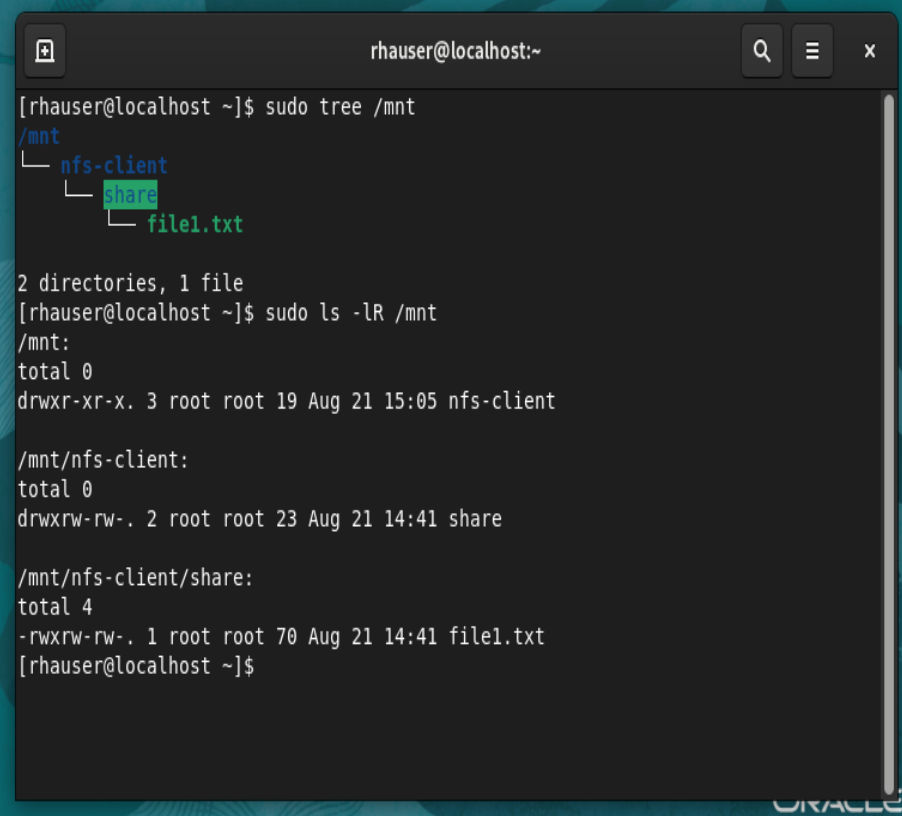 rhauser@localhost:~
[rhauser@localhost ~]$ sudo tree /mnt
/mnt
└── nfs-client
    └── share
        └── file1.txt

2 directories, 1 file
[rhauser@localhost ~]$ sudo ls -lR /mnt
/mnt:
total 0
drwxr-xr-x. 3 root root 19 Aug 21 15:05 nfs-client

/mnt/nfs-client:
total 0
drwxrw-rw-. 2 root root 23 Aug 21 14:41 share

/mnt/nfs-client/share:
total 4
-rwxrw-rw-. 1 root root 70 Aug 21 14:41 file1.txt
[rhauser@localhost ~]$
ORACLE